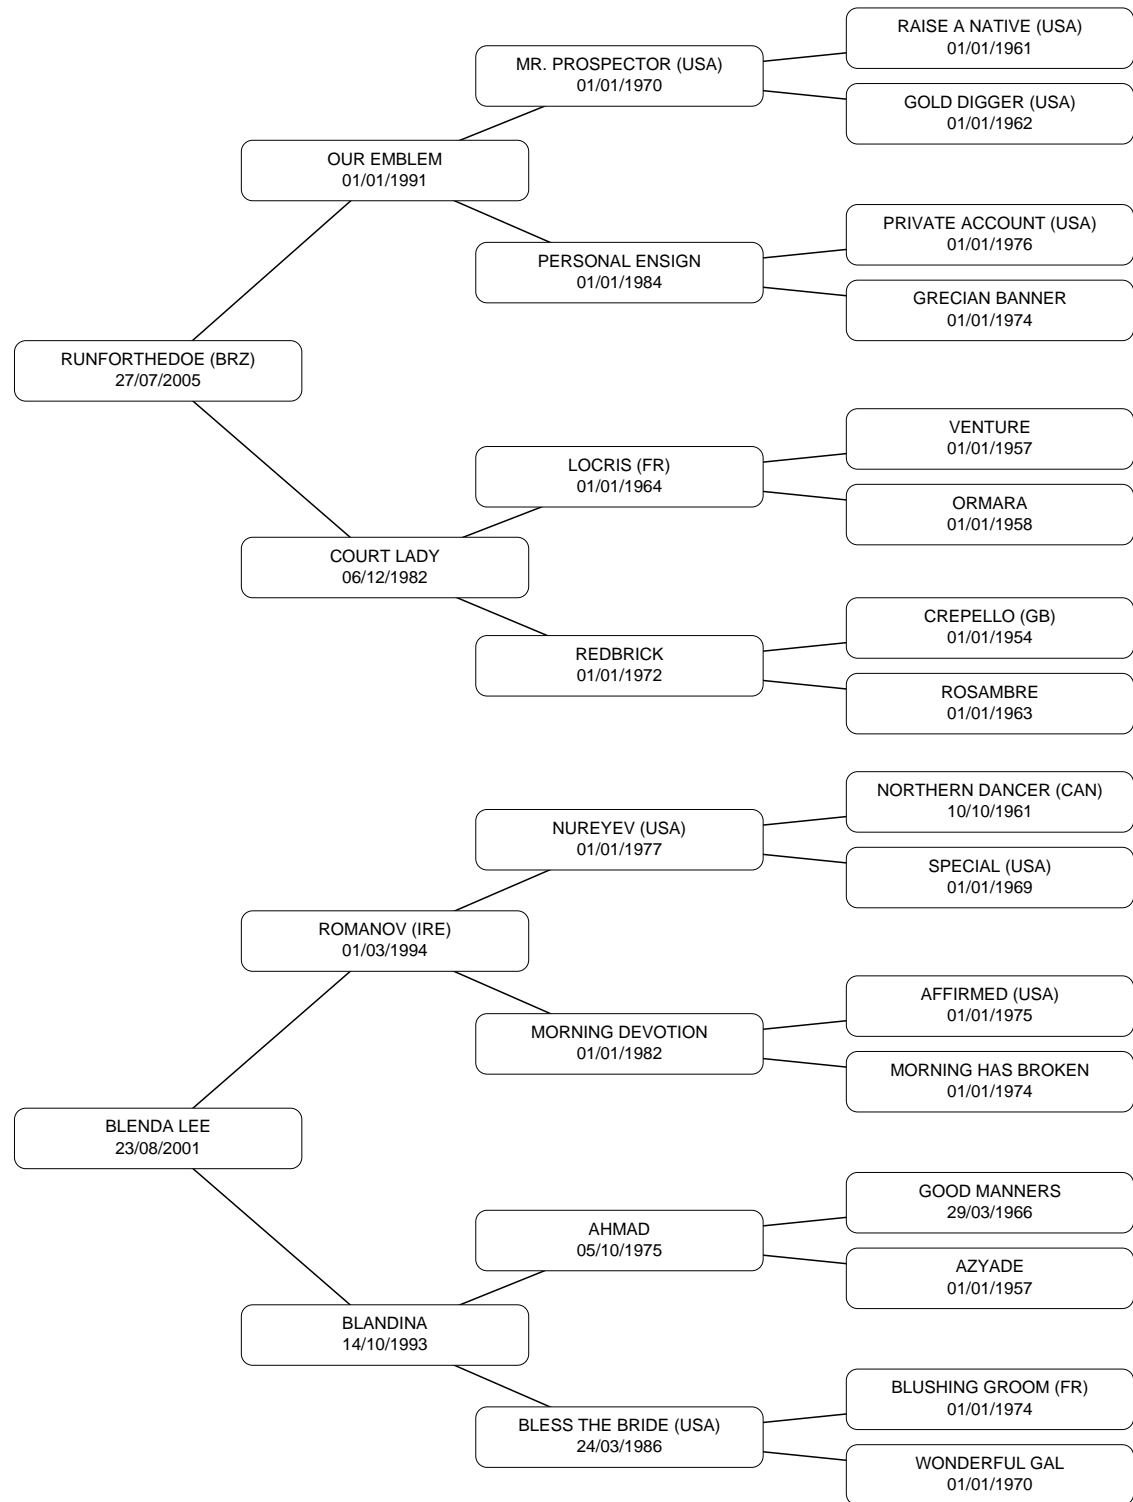 RAISE A NATIVE (USA)
01/01/1961
MR. PROSPECTOR (USA)
01/01/1970
GOLD DIGGER (USA)
01/01/1962
OUR EMBLEM
01/01/1991
PRIVATE ACCOUNT (USA)
01/01/1976
PERSONAL ENSIGN
01/01/1984
GRECIAN BANNER
01/01/1974
RUNFORTHEDOE (BRZ)
27/07/2005
VENTURE
01/01/1957
LOCRIS (FR)
01/01/1964
ORMARA
01/01/1958
COURT LADY
06/12/1982
CREPELLO (GB)
01/01/1954
REDBRICK
01/01/1972
ROSAMBRE
01/01/1963
NORTHERN DANCER (CAN)
10/10/1961
NUREYEV (USA)
01/01/1977
SPECIAL (USA)
01/01/1969
ROMANOV (IRE)
01/03/1994
AFFIRMED (USA)
01/01/1975
MORNING DEVOTION
01/01/1982
MORNING HAS BROKEN
01/01/1974
BLENDA LEE
23/08/2001
GOOD MANNERS
29/03/1966
AHMAD
05/10/1975
AZYADE
01/01/1957
BLANDINA
14/10/1993
BLUSHING GROOM (FR)
01/01/1974
BLESS THE BRIDE (USA)
24/03/1986
WONDERFUL GAL
01/01/1970